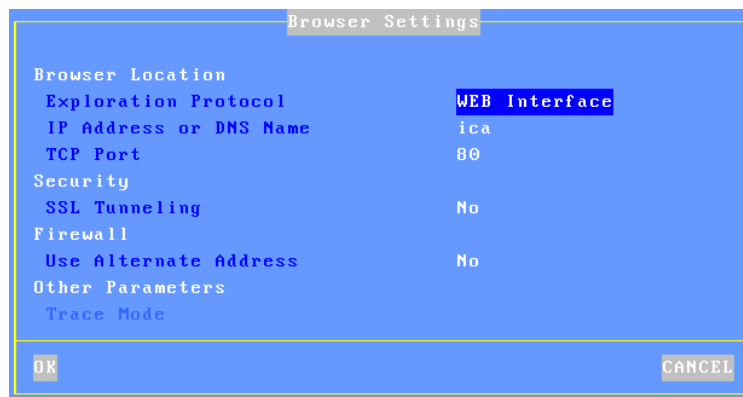 Browser Settings
Browser Location
Exploration Protocol WEB Interface
IP Address or DNS Name ica
TCP Port 80
Security
SSL Tunneling No
Firewall
Use Alternate Address No
Other Parameters
Trace Mode
OK CANCEL